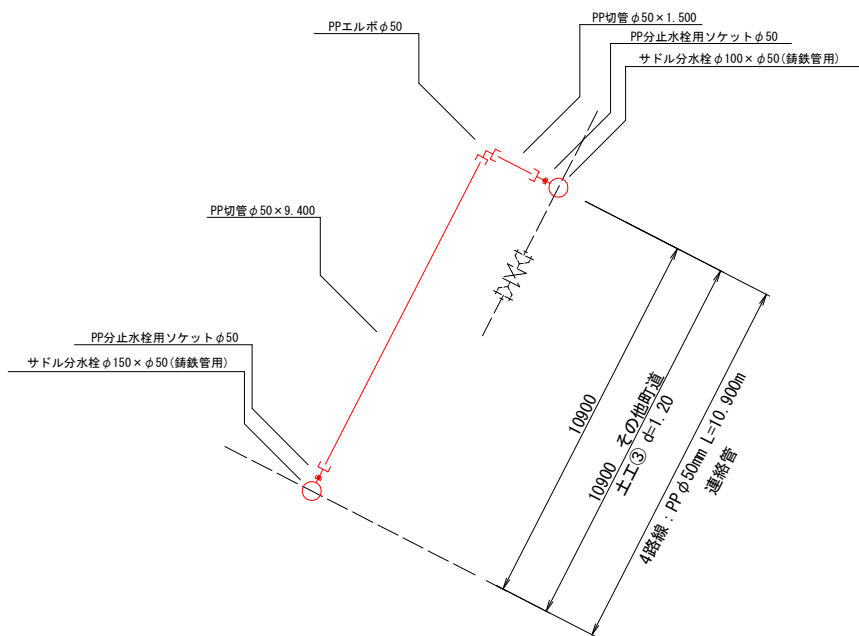 PP切管φ50×1.500
PPエルボφ50
PP分止水栓用ソケットφ50
サドル分水栓φ100×φ50(鋳鉄管用)
PP切管φ50×9.400
PP分止水栓用ソケットφ50
サドル分水栓φ150×φ50(鋳鉄管用)
10900
10900 その他町道
土工③ d=1.20
4路線：PPφ50mm L=10.900m
連絡管